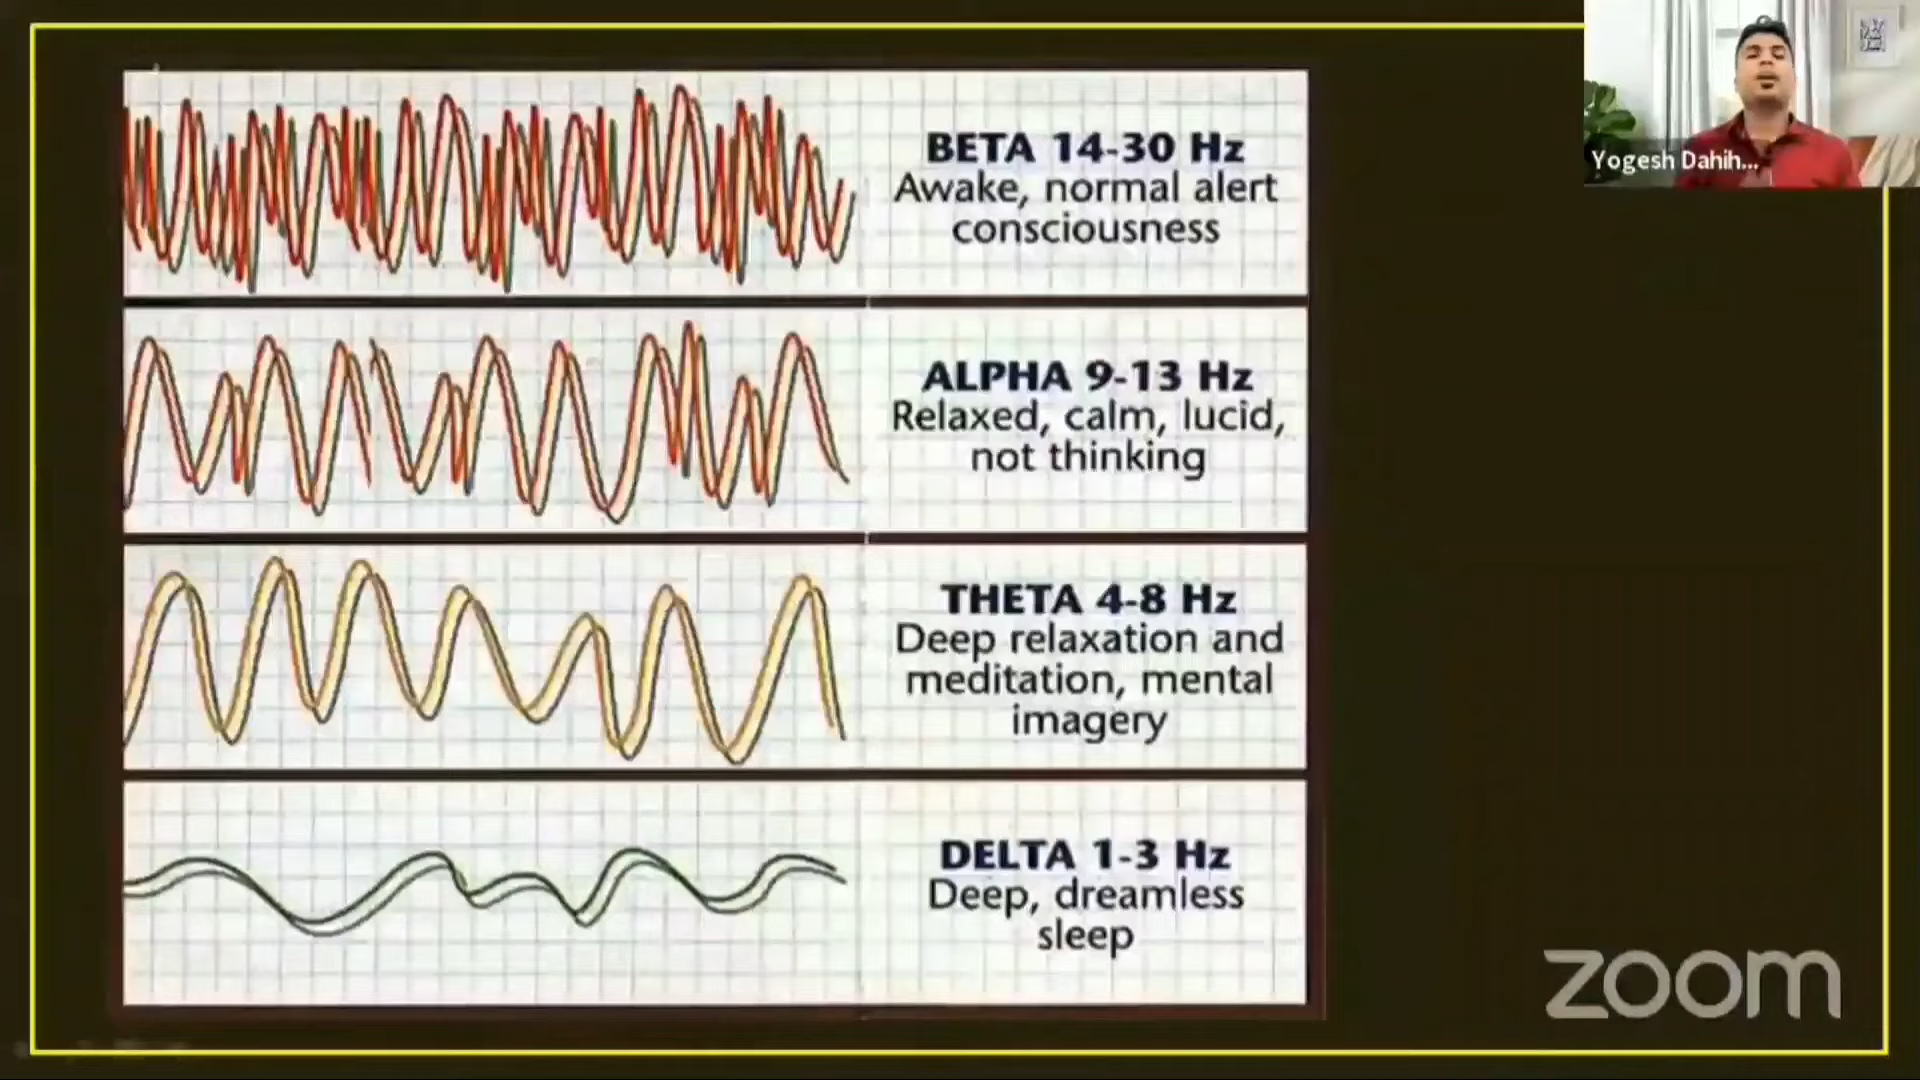 BETA 14-30 Hz
Awake, normal alert
consciousness
ALPHA 9-13 Hz
Relaxed, calm, lucid,
not thinking
THETA 4-8 Hz
Deep relaxation and
meditation, mental
imagery
DELTA 1-3 Hz
Deep, dreamless
sleep
Yogesh Dahih...
zoom